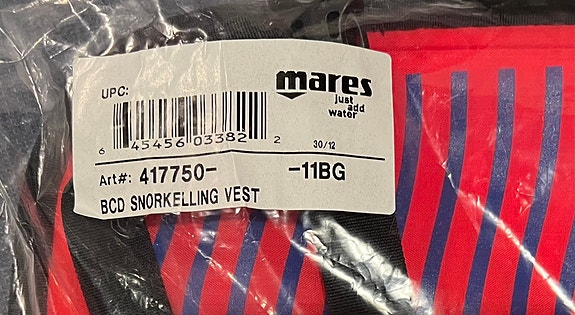 UPC:
mares
just
add
water
6 45456 03382 2
30/12
Art#: 417750- -11BG
BCD SNORKELLING VEST